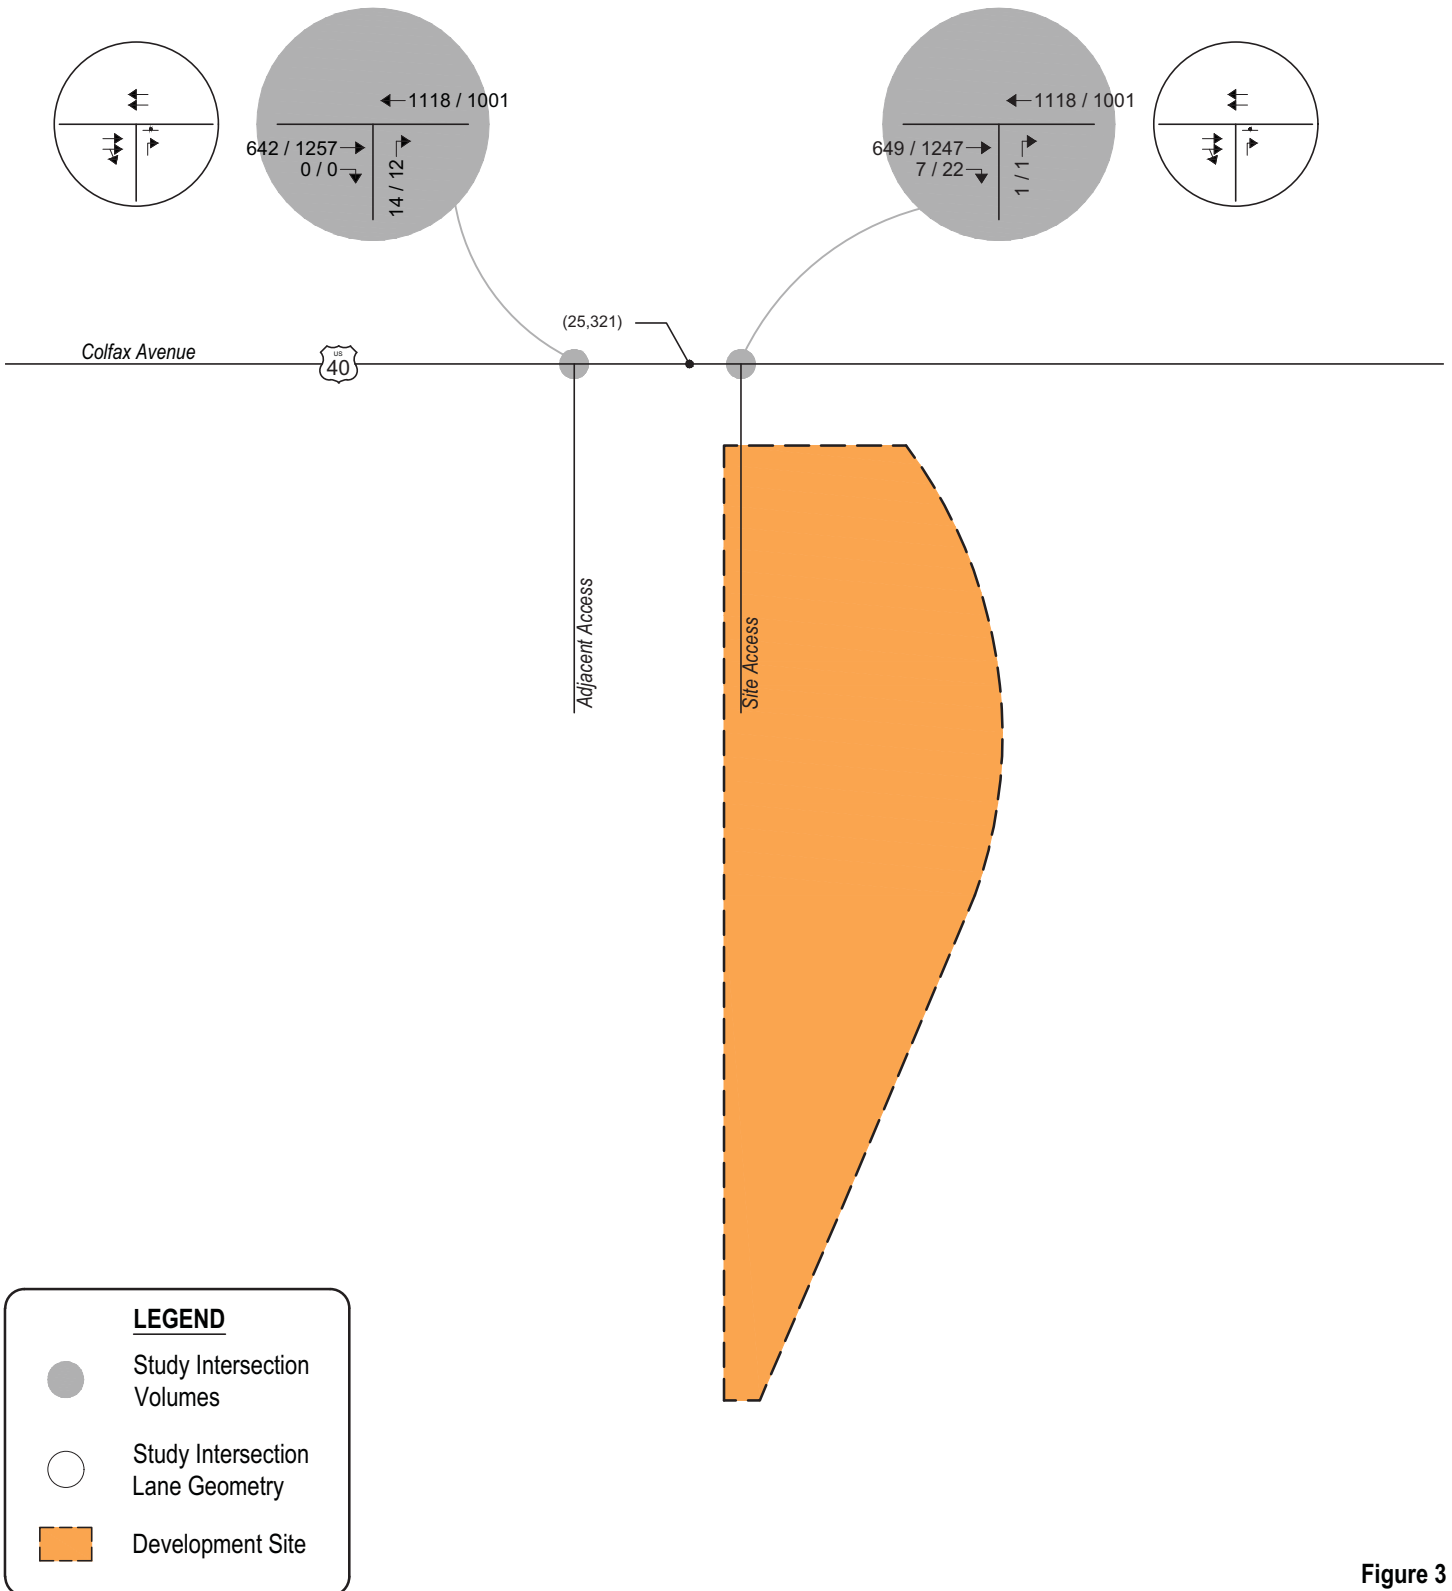 1118 / 1001
642 / 1257
0 / 0
14 / 12
1118 / 1001
649 / 1247
7 / 22
1 / 1
(25,321)
Colfax Avenue
US
40
Adjacent Access
Site Access
LEGEND
Study Intersection
Volumes
Study Intersection
Lane Geometry
Development Site
Figure 3